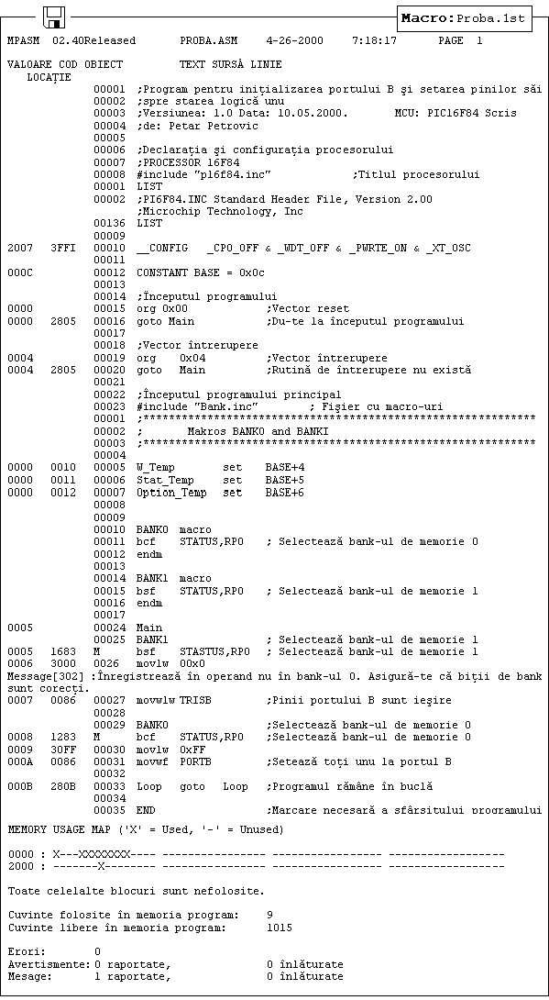 Macro:Proba.1st
MPASM  02.40Released       PROBA.ASM    4-26-2000    7:18:17      PAGE  1
VALOARE COD OBIECT        TEXT SURSĂ LINIE
LOCAŢIE
00001 ;Program pentru iniţializarea portului B şi setarea pinilor săi
00002 ;spre starea logică unu
00003 ;Versiunea: 1.0 Data: 10.05.2000.       MCU: PIC16F84 Scris
00004 ;de: Petar Petrovic
00005
00006 ;Declaraţia şi configuraţia procesorului
00007 ;PROCESSOR 16F84
00008 #include "p16f84.inc"               ;Titlul procesorului
00001 LIST
00002 ;PI6F84.INC Standard Header File, Version 2.00
;Microchip Technology, Inc
00136 LIST
00009
2007  3FFI  00010 __CONFIG  _CPO_OFF & _WDT_OFF & _PWRTE_ON & _XT_OSC
00011
000C        00012 CONSTANT BASE = 0x0c
00013
00014 ;Începutul programului
0000        00015 org 0x00           ;Vector reset
0000  2805  00016 goto Main          ;Du-te la începutul programului
00017
00018 ;Vector întrerupere
0004        00019 org   0x04         ;Vector întrerupere
0004  2805  00020 goto  Main         ;Rutină de întrerupere nu există
00021
00022 ;Începutul programului principal
00023 #include "Bank.inc"       ; Fişier cu macro-uri
00001 ;*******************************************************
00002 ;      Makros BANK0 and BANKI
00003 ;*******************************************************
00004
0000  0010  00005 W_Temp      set   BASE+4
0000  0011  00006 Stat_Temp   set   BASE+5
0000  0012  00007 Option_Temp set   BASE+6
00008
00009
00010 BANK0 macro
00011 bcf   STATUS,RP0   ; Selectează bank-ul de memorie 0
00012 endm
00013
00014 BANK1 macro
00015 bsf   STATUS,RP0   ; Selectează bank-ul de memorie 1
00016 endm
00017
0005        00024 Main
00025 BANK1              ; Selectează bank-ul de memorie 1
0005  1683  M     bsf   STASTUS,RP0  ; Selectează bank-ul de memorie 1
0006  3000  0026  movlw 00x0
Message[302] :Înregistrează în operand nu în bank-ul 0. Asigură-te că biţii de bank
sunt corecţi.
0007  0086  00027 movwlw TRISB       ;Pinii portului B sunt ieşire
00028
00029 BANK0              ;Selectează bank-ul de memorie 0
0008  1283  M     bcf   STATUS,RP0   ;Selectează bank-ul de memorie 0
0009  30FF  00030 movlw 0xFF
000A  0086  00031 movwf PORTB        ;Setează toţi unu la portul B
00032
000B  280B  00033 Loop  goto  Loop   ;Programul rămâne în buclă
00034
00035 END                ;Marcare necesară a sfârsitului programului
MEMORY USAGE MAP ('X' = Used, '-' = Unused)
0000 : X---XXXXXXXX---- ---------------- ---------------- ----------------
2000 : -------X-------- ---------------- ---------------- ----------------
Toate celelalte blocuri sunt nefolosite.
Cuvinte folosite în memoria program:    9
Cuvinte libere în memoria program:      1015
Erori:       0
Avertismente: 0 raportate,              0 înlăturate
Mesage:      1 raportate,               0 înlăturate